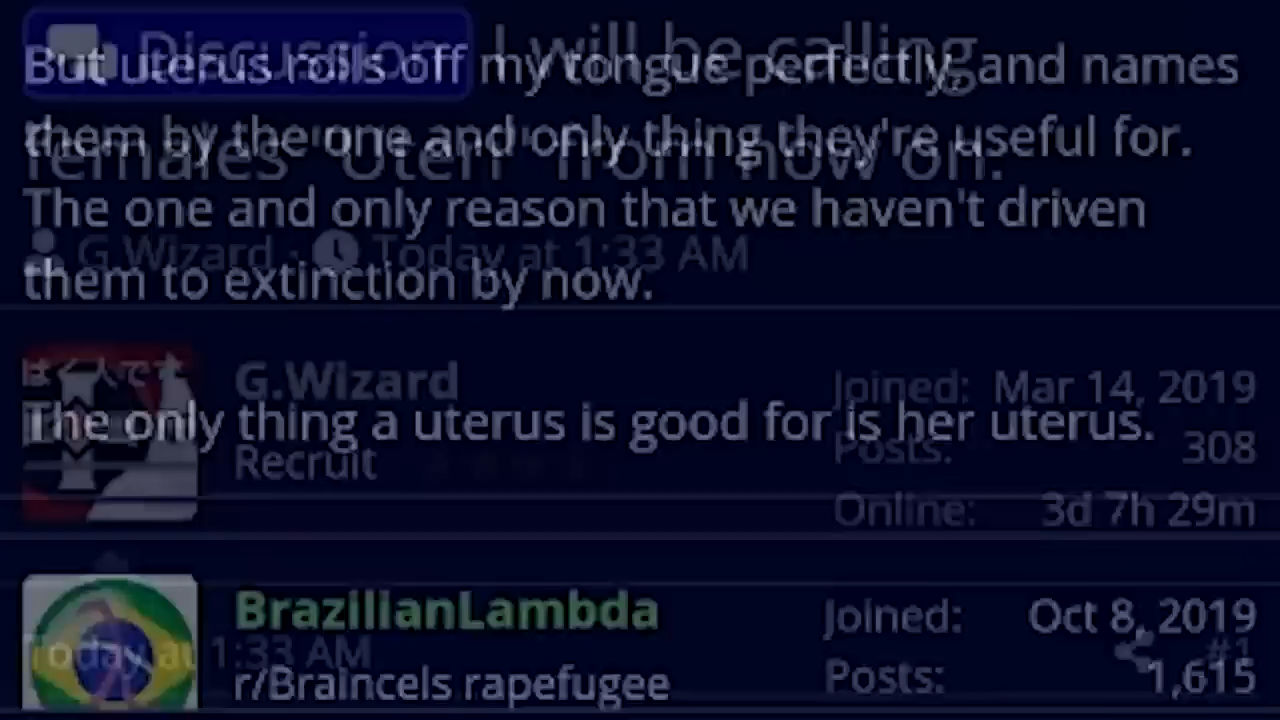 Discussion I will be calling
females "Uteri" from now on.
G.Wizard · Today at 1:33 AM
But uterus rolls off my tongue perfectly, and names
them by the one and only thing they're useful for.
The one and only reason that we haven't driven
them to extinction by now.
The only thing a uterus is good for is her uterus.
G.Wizard
Recruit
Joined: Mar 14, 2019
Posts: 308
Online: 3d 7h 29m
BrazilianLambda
r/Braincels rapefugee
Joined: Oct 8, 2019
Posts: 1,615
Today at 1:33 AM
#1